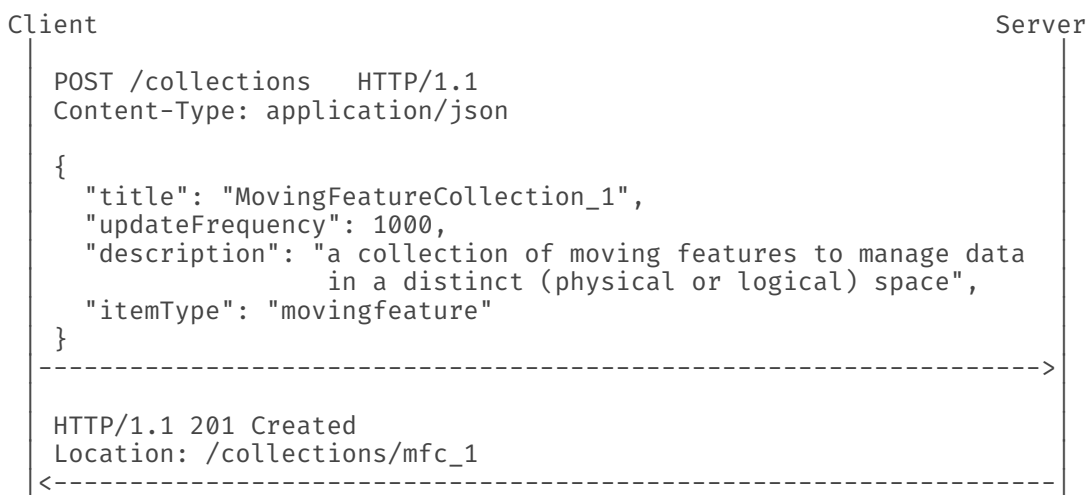 Client Server
POST /collections   HTTP/1.1
Content-Type: application/json
{
  "title": "MovingFeatureCollection_1",
  "updateFrequency": 1000,
  "description": "a collection of moving features to manage data
                  in a distinct (physical or logical) space",
  "itemType": "movingfeature"
}
------------------------------------------------------------------>
HTTP/1.1 201 Created
Location: /collections/mfc_1
<------------------------------------------------------------------